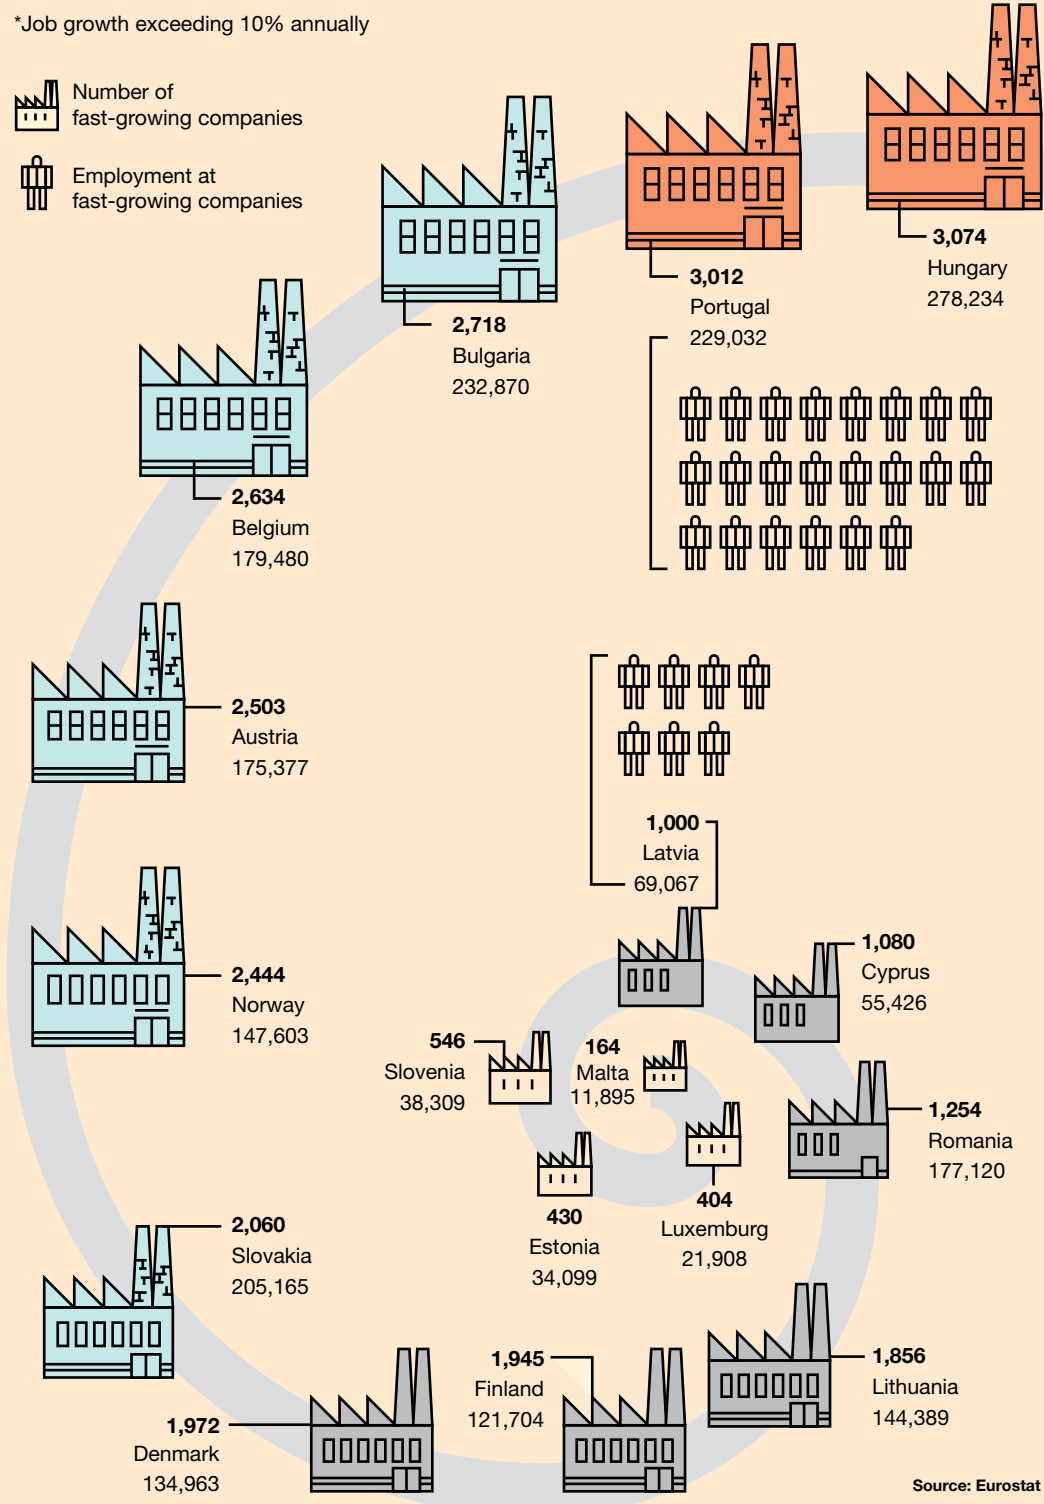 *Job growth exceeding 10% annually
Number of
fast-growing companies
Employment at
fast-growing companies
3,074
Hungary
278,234
3,012
Portugal
229,032
2,718
Bulgaria
232,870
2,634
Belgium
179,480
2,503
Austria
175,377
2,444
Norway
147,603
2,060
Slovakia
205,165
1,972
Denmark
134,963
1,945
Finland
121,704
1,856
Lithuania
144,389
1,254
Romania
177,120
1,080
Cyprus
55,426
1,000
Latvia
69,067
546
Slovenia
38,309
430
Estonia
34,099
404
Luxemburg
21,908
164
Malta
11,895
Source: Eurostat